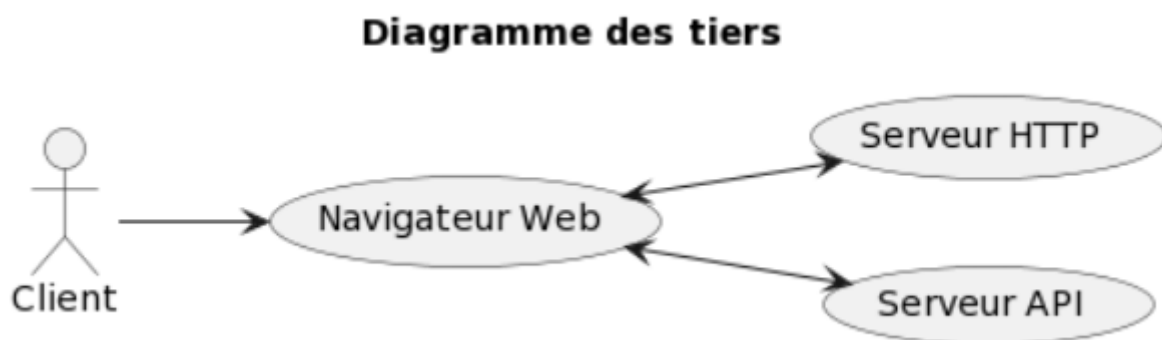 Diagramme des tiers
Serveur HTTP
Navigateur Web
Client
Serveur API